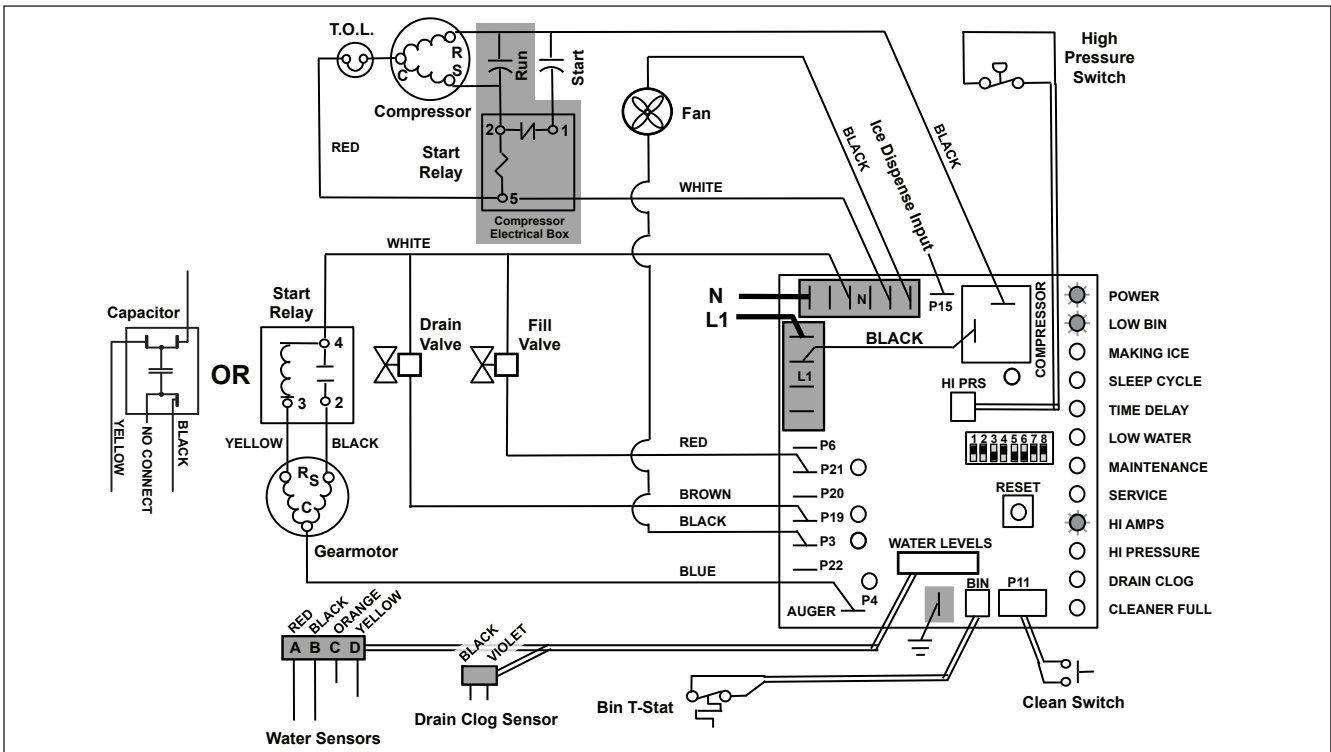 T.O.L.
R
S
C
Run
Start
Compressor
High
Pressure
Switch
Fan
RED
Start
Relay
2
1
5
Compressor
Electrical Box
WHITE
BLACK
Ice Dispense Input
BLACK
WHITE
Capacitor
YELLOW
NO CONNECT
BLACK
OR
Start
Relay
4
3
2
YELLOW
BLACK
R
S
C
Gearmotor
Drain
Valve
Fill
Valve
N
L1
N
P15
L1
BLACK
COMPRESSOR
HI PRS
1 2 3 4 5 6 7 8
RESET
RED
BROWN
BLACK
BLUE
P6
P21
P20
P19
P3
P22
P4
AUGER
WATER LEVELS
BIN
P11
POWER
LOW BIN
MAKING ICE
SLEEP CYCLE
TIME DELAY
LOW WATER
MAINTENANCE
SERVICE
HI AMPS
HI PRESSURE
DRAIN CLOG
CLEANER FULL
RED
BLACK
ORANGE
YELLOW
A B C D
Water Sensors
BLACK
VIOLET
Drain Clog Sensor
Bin T-Stat
Clean Switch